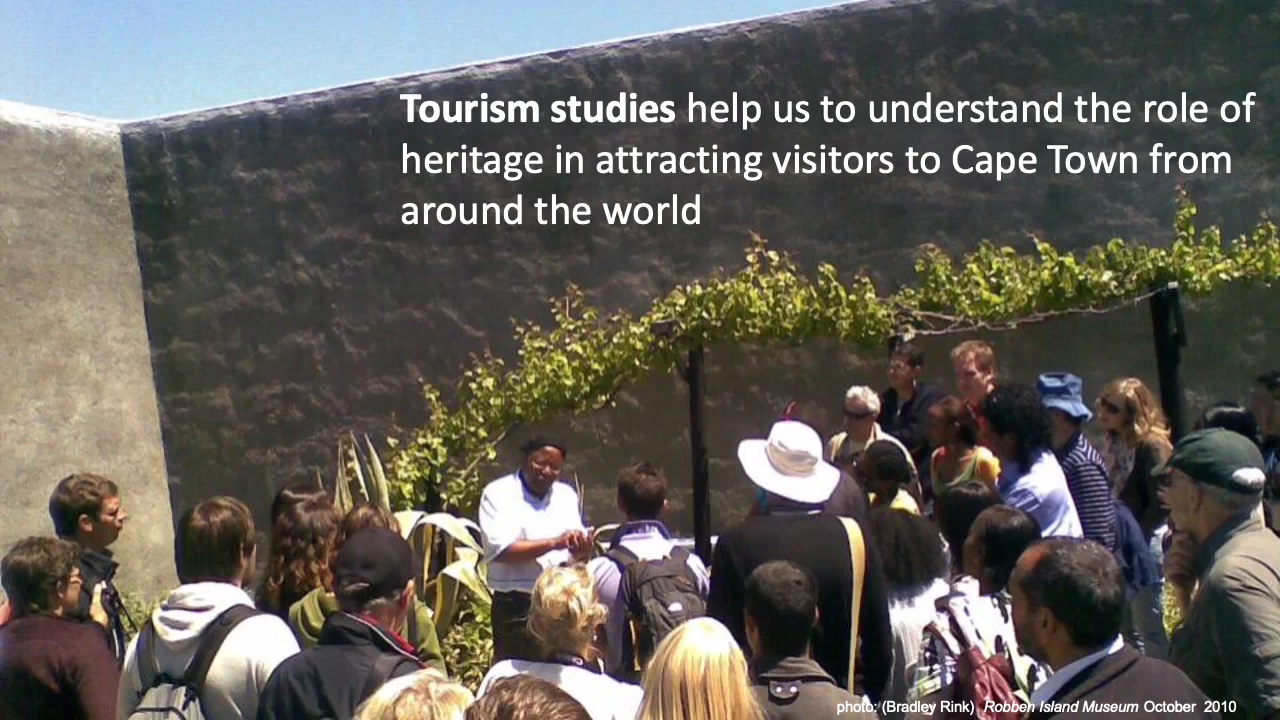 Tourism studies help us to understand the role of
heritage in attracting visitors to Cape Town from
around the world
photo: (Bradley Rink) Robben Island Museum October 2010